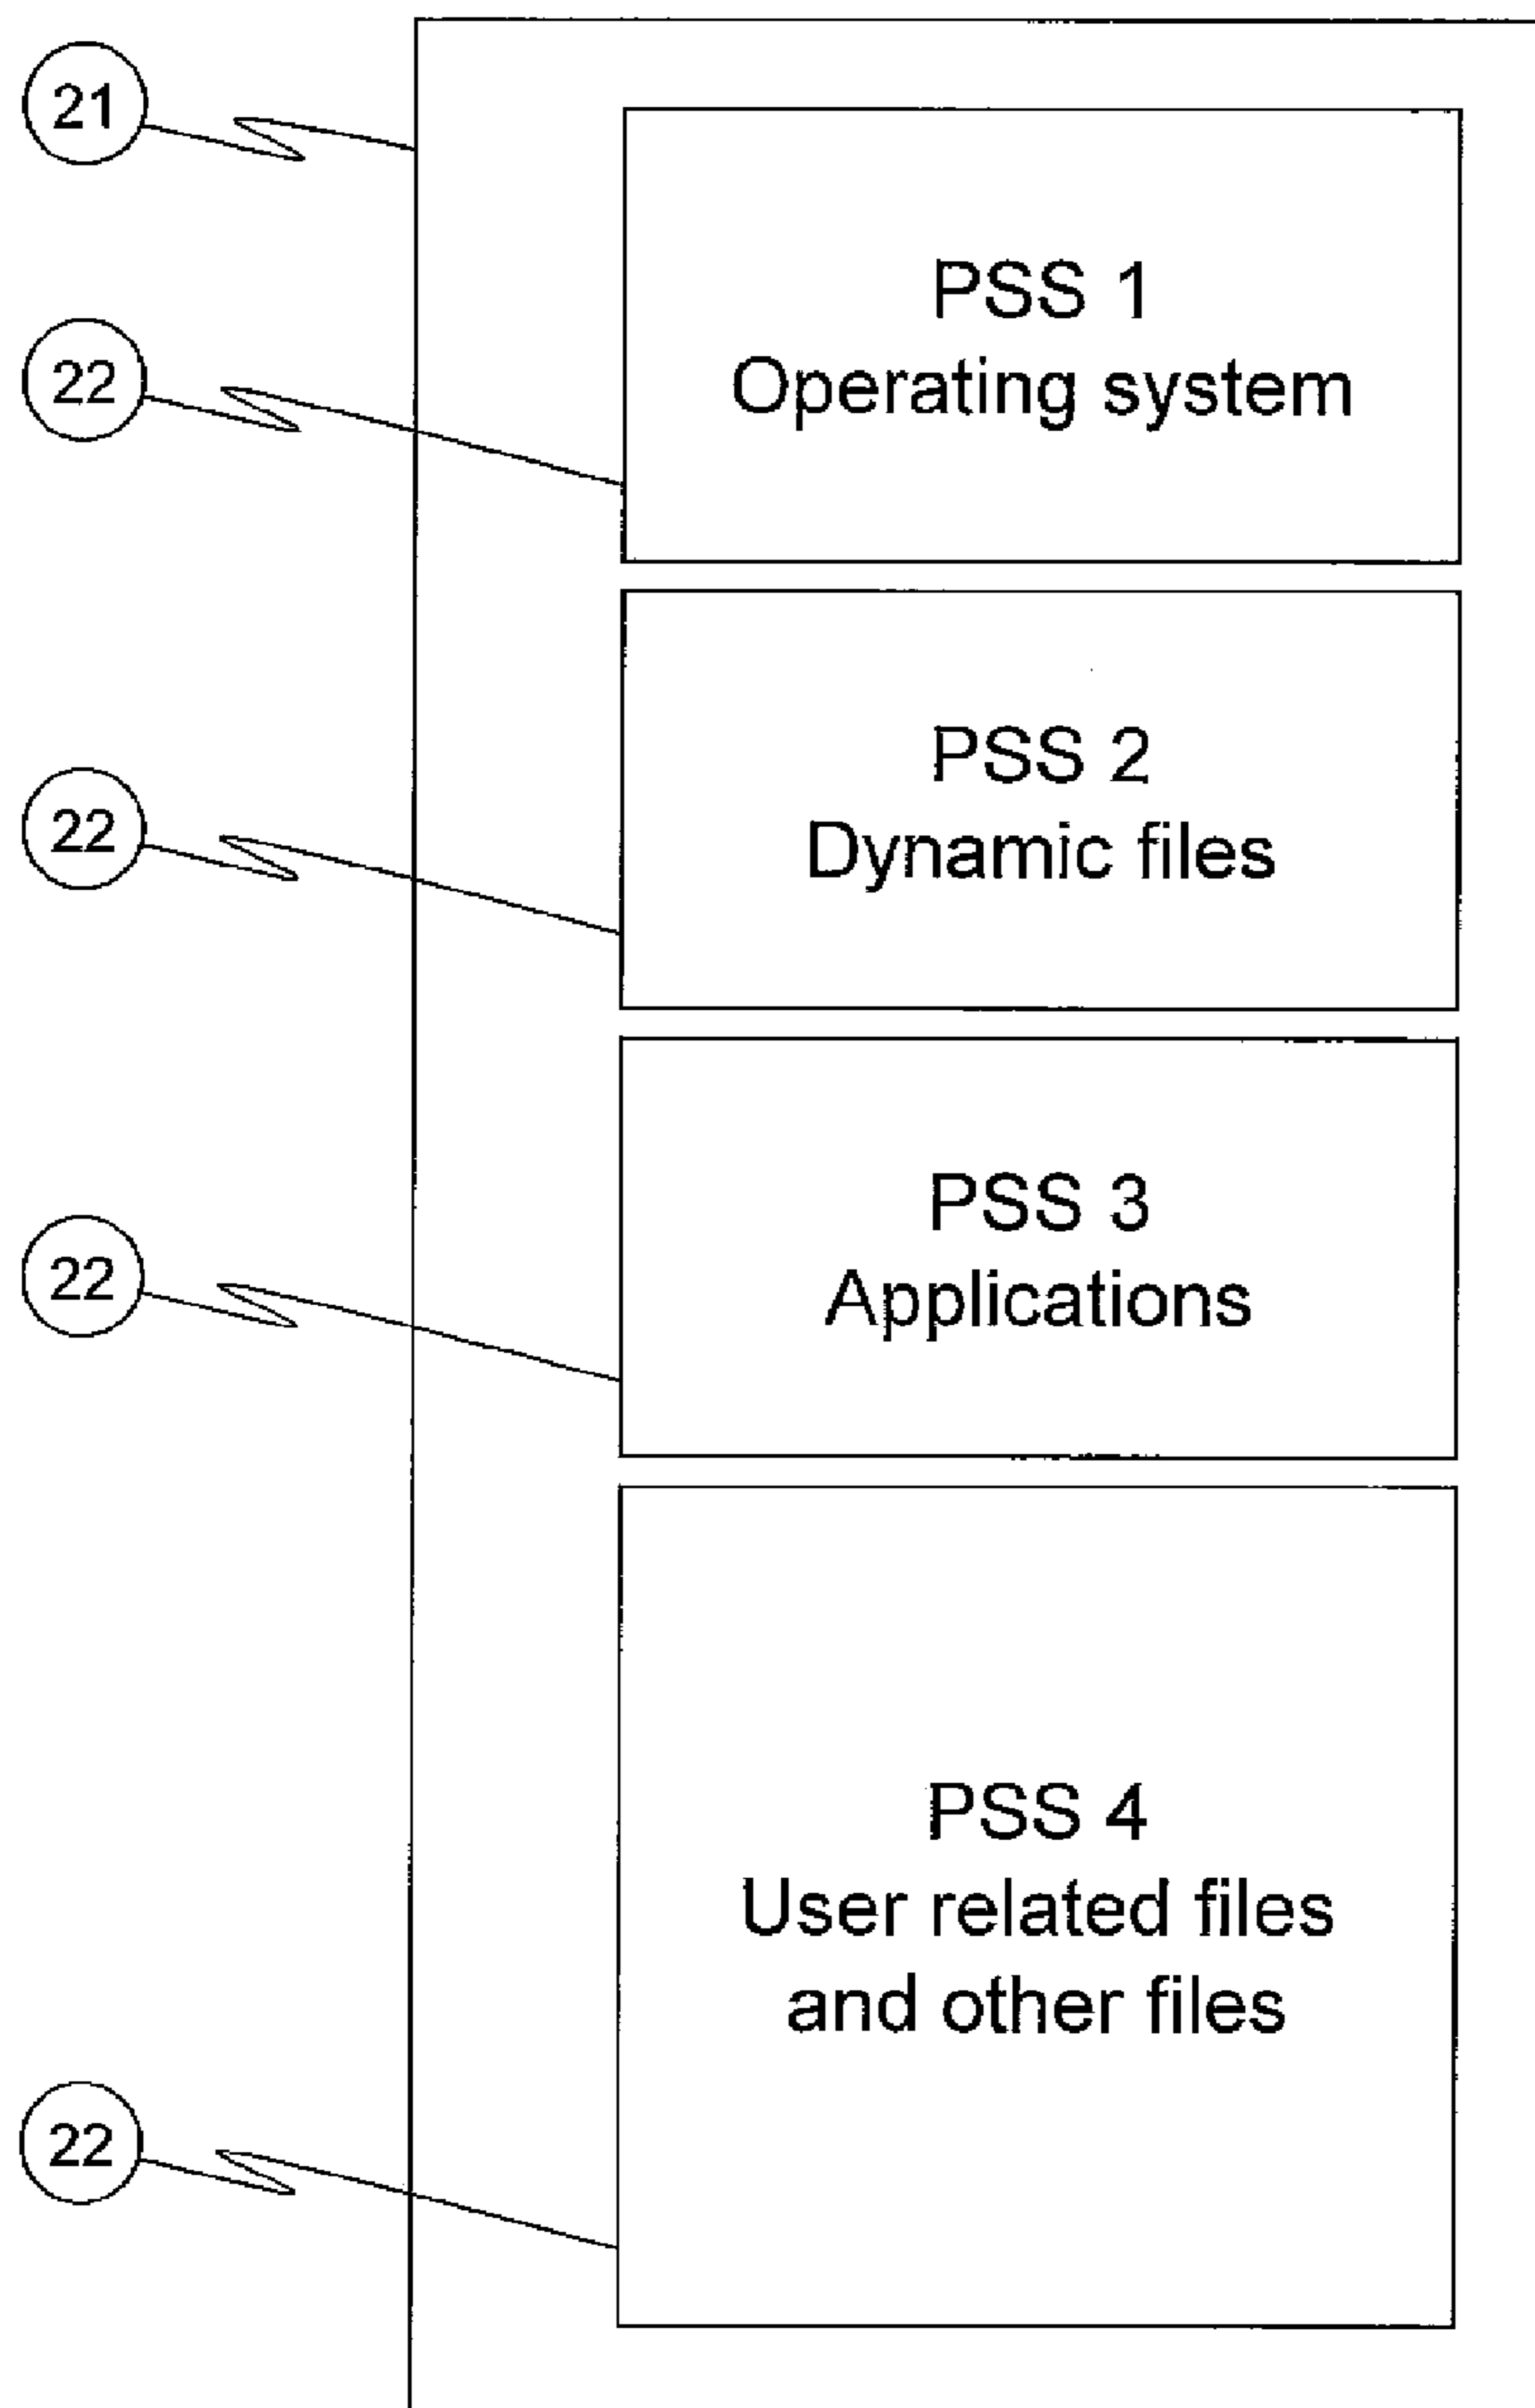 21
PSS 1
Operating system
22
PSS 2
Dynamic files
22
PSS 3
Applications
22
PSS 4
User related files
and other files
22